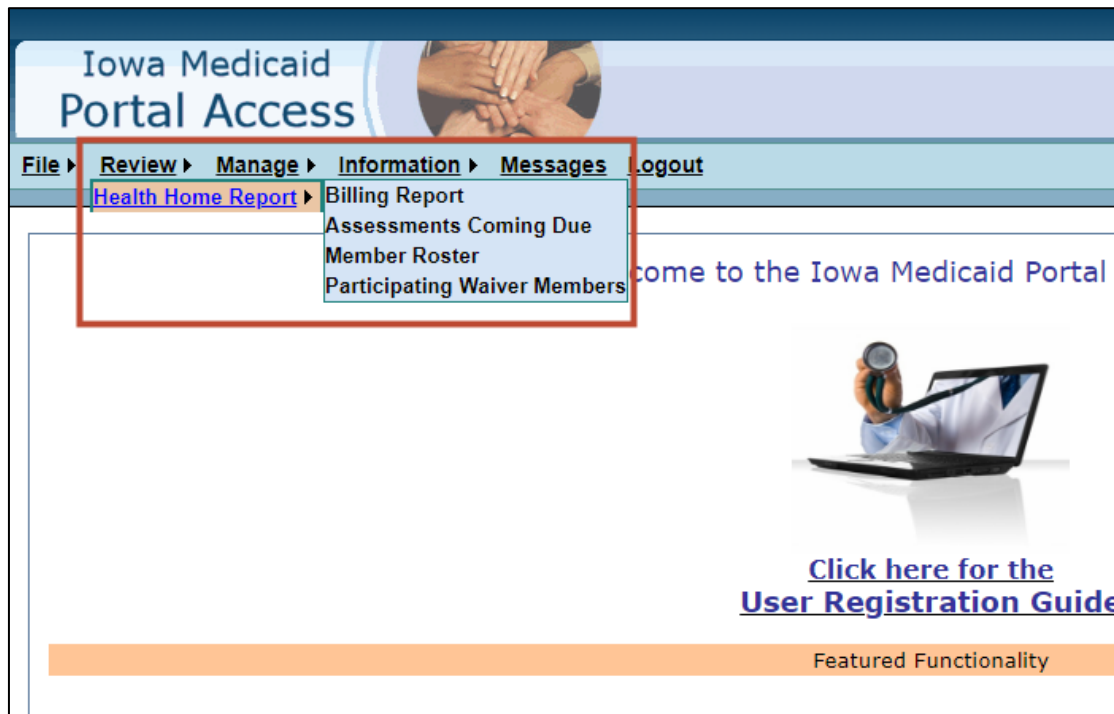 Iowa Medicaid
Portal Access
File Review Manage Information Messages Logout
Health Home Report
Billing Report
Assessments Coming Due
Member Roster
Participating Waiver Members
come to the Iowa Medicaid Portal
Click here for the
User Registration Guide
Featured Functionality